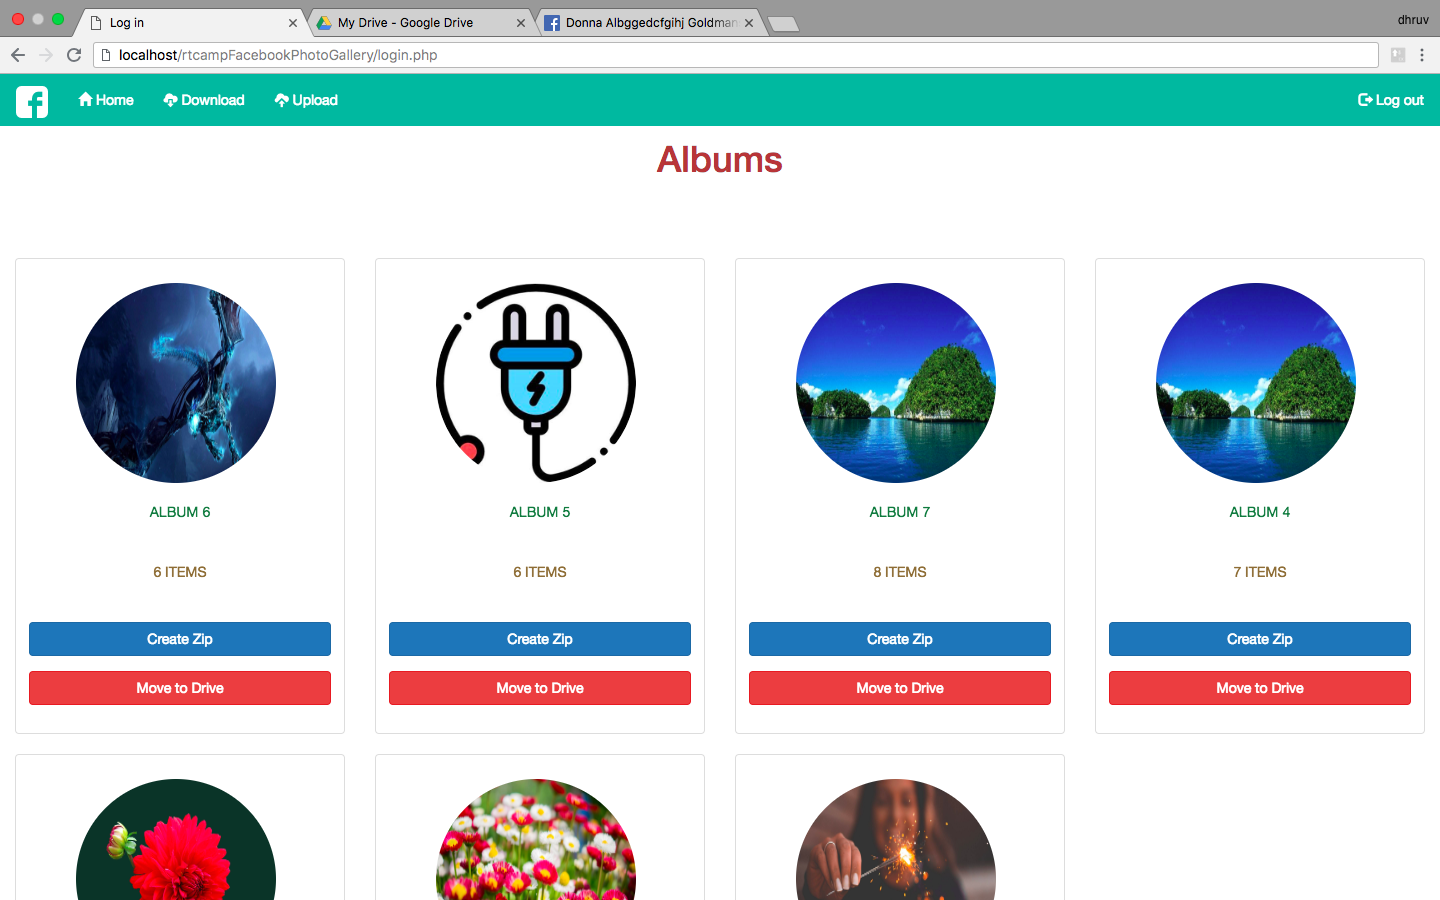 Log in
My Drive - Google Drive
Donna Albggedcfgihj Goldman
dhruv
localhost/rtcampFacebookPhotoGallery/login.php
Home
Download
Upload
Log out
Albums
ALBUM 6
6 ITEMS
Create Zip
Move to Drive
ALBUM 5
6 ITEMS
Create Zip
Move to Drive
ALBUM 7
8 ITEMS
Create Zip
Move to Drive
ALBUM 4
7 ITEMS
Create Zip
Move to Drive